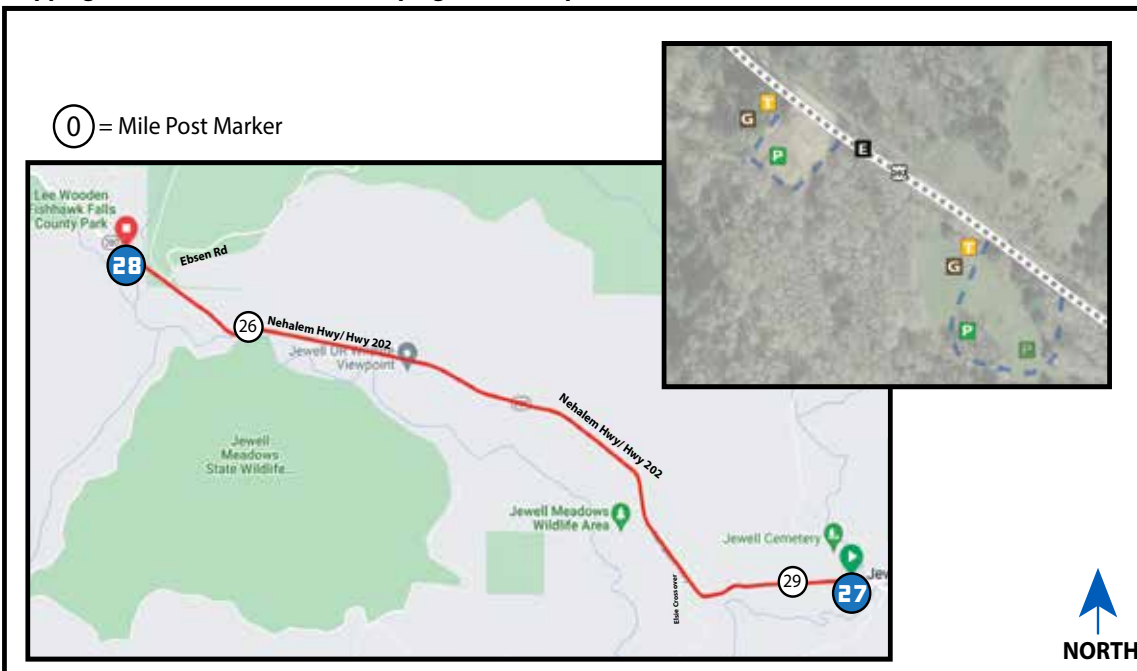 0 = Mile Post Marker
Lee Wooden
Fishhawk Falls
County Park
28
Ebsen Rd
26
Nehalem Hwy/ Hwy 202
Jewell
Viewpoint
Nehalem Hwy/ Hwy 202
Jewell
Meadows
State Wildlife...
Jewell Meadows
Wildlife Area
Elsie Crossover
Jewell Cemetery
29
27
T
G
P
E
T
G
P
P
NORTH